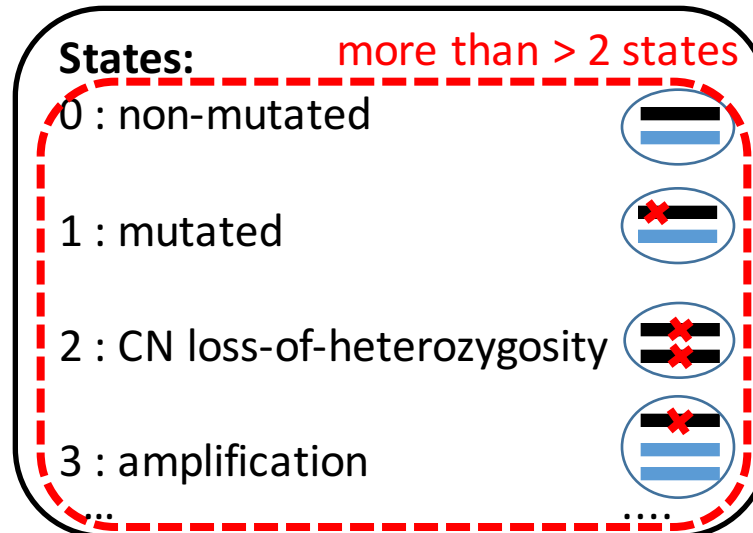 States: more than > 2 states
0 : non-mutated
1 : mutated
2 : CN loss-of-heterozygosity
3 : amplification
... ....